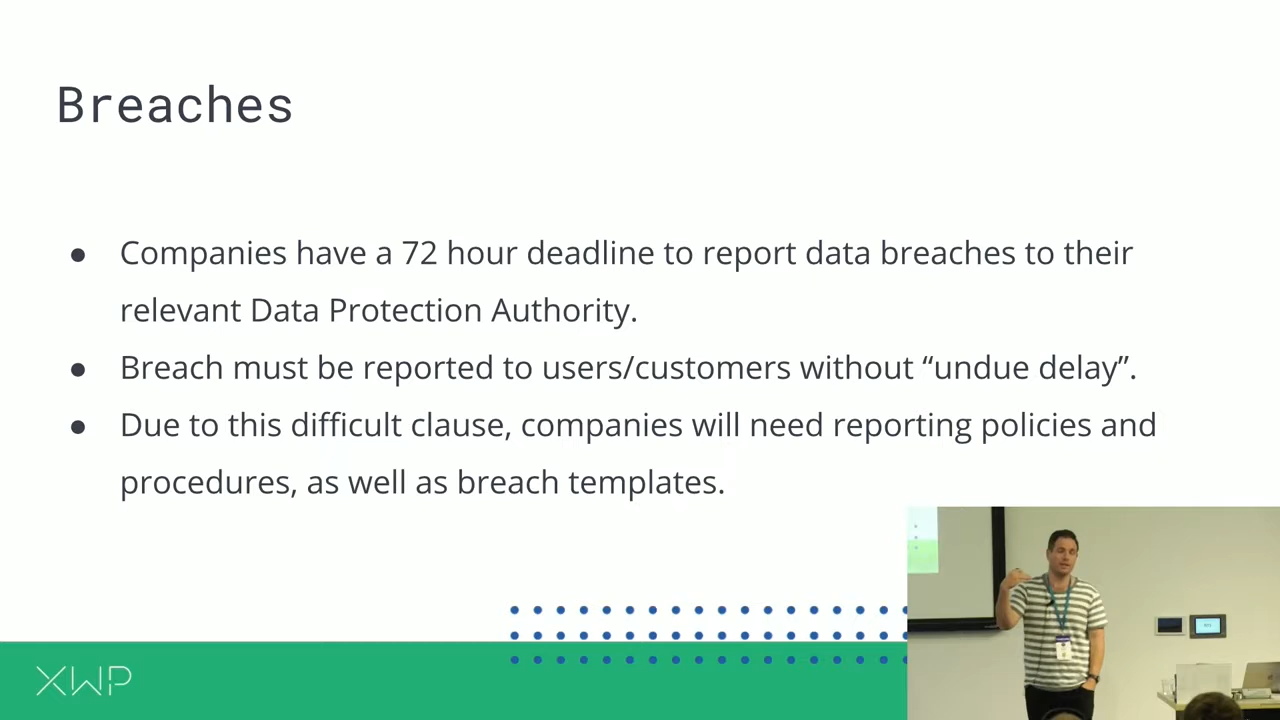 Breaches
● Companies have a 72 hour deadline to report data breaches to their
relevant Data Protection Authority.
● Breach must be reported to users/customers without “undue delay”.
● Due to this difficult clause, companies will need reporting policies and
procedures, as well as breach templates.
XWP